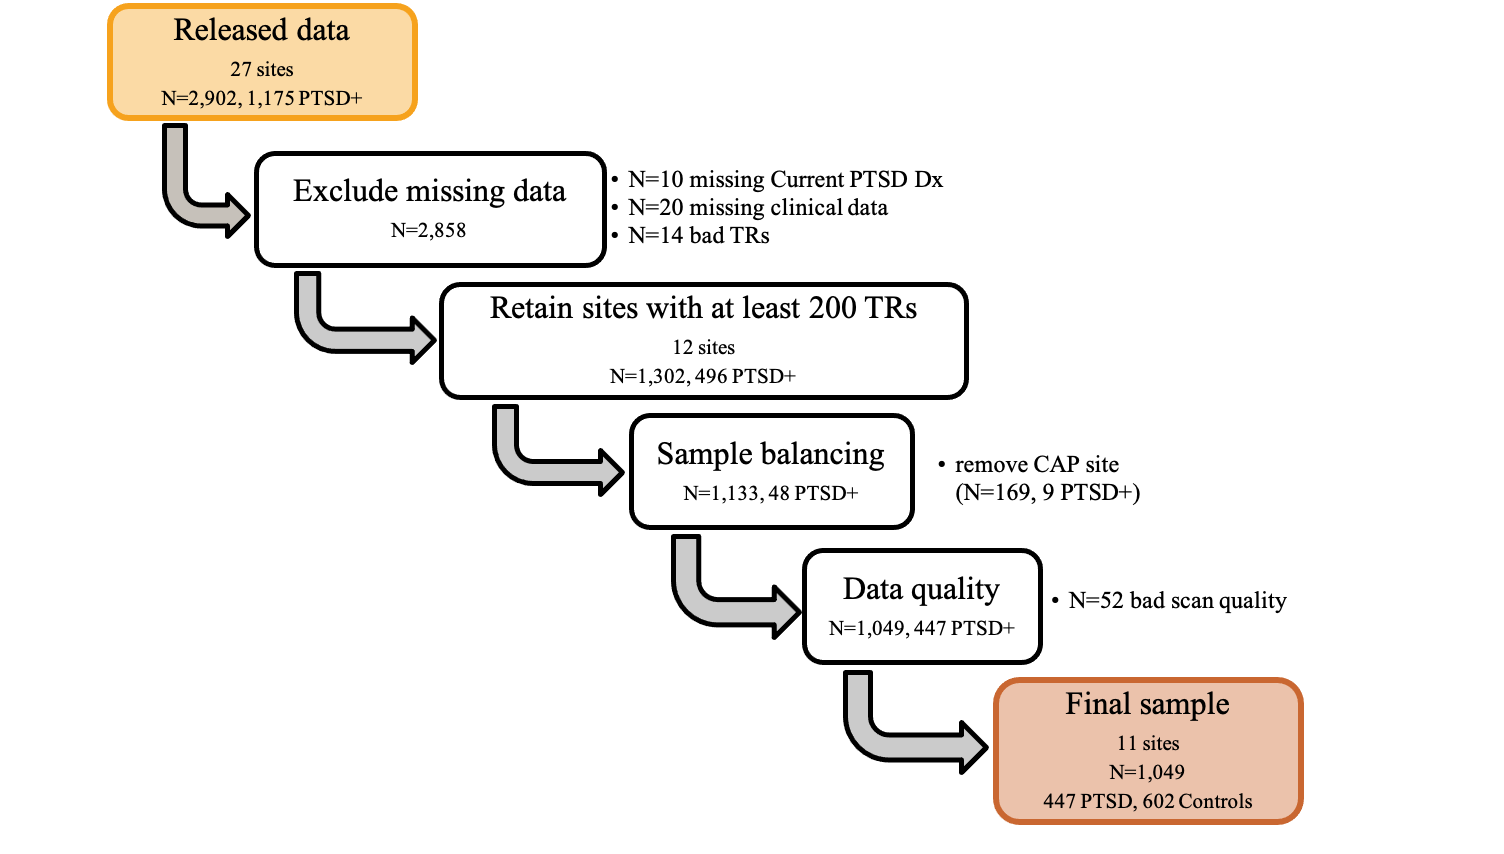 Released data
27 sites
N=2,902, 1,175 PTSD+
Exclude missing data
N=2,858
• N=10 missing Current PTSD Dx
• N=20 missing clinical data
• N=14 bad TRs
Retain sites with at least 200 TRs
12 sites
N=1,302, 496 PTSD+
Sample balancing
N=1,133, 48 PTSD+
• remove CAP site
(N=169, 9 PTSD+)
Data quality
N=1,049, 447 PTSD+
• N=52 bad scan quality
Final sample
11 sites
N=1,049
447 PTSD, 602 Controls